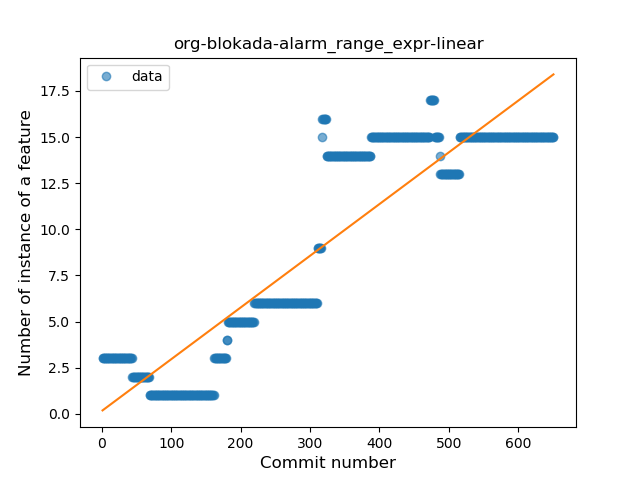 org-blokada-alarm_range_expr-linear
data
Number of instance of a feature
17.5
15.0
12.5
10.0
7.5
5.0
2.5
0.0
0 100 200 300 400 500 600
Commit number